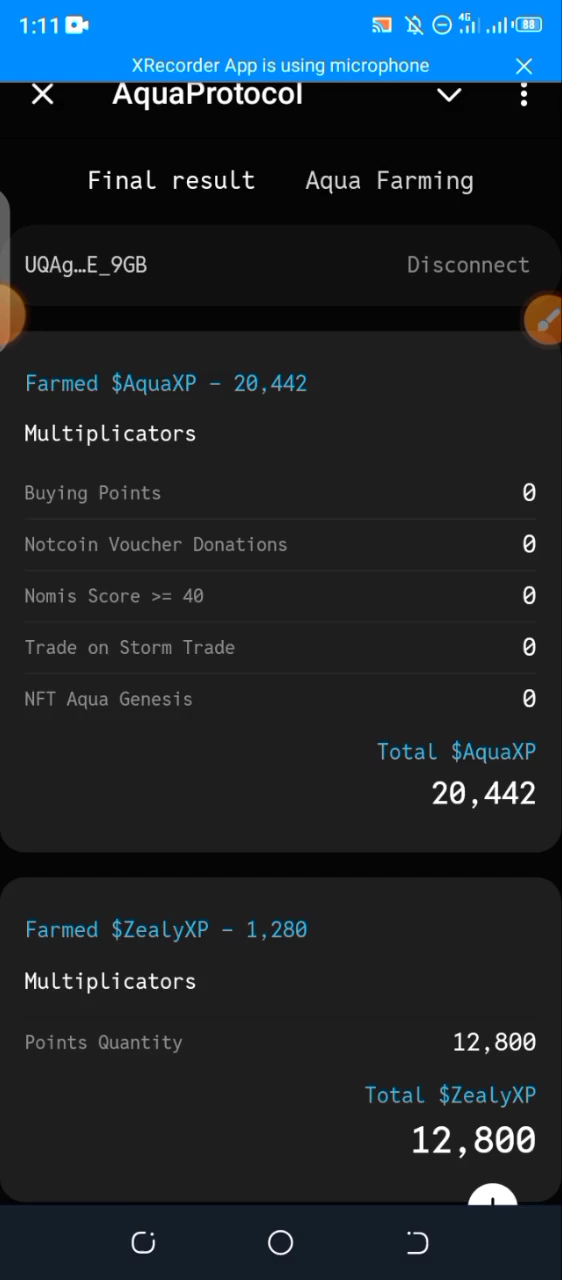 1:11
4G
88
XRecorder App is using microphone
AquaProtocol
Final result
Aqua Farming
UQAg…E_9GB
Disconnect
Farmed $AquaXP – 20,442
Multiplicators
Buying Points 0
Notcoin Voucher Donations 0
Nomis Score >= 40 0
Trade on Storm Trade 0
NFT Aqua Genesis 0
Total $AquaXP
20,442
Farmed $ZealyXP – 1,280
Multiplicators
Points Quantity 12,800
Total $ZealyXP
12,800